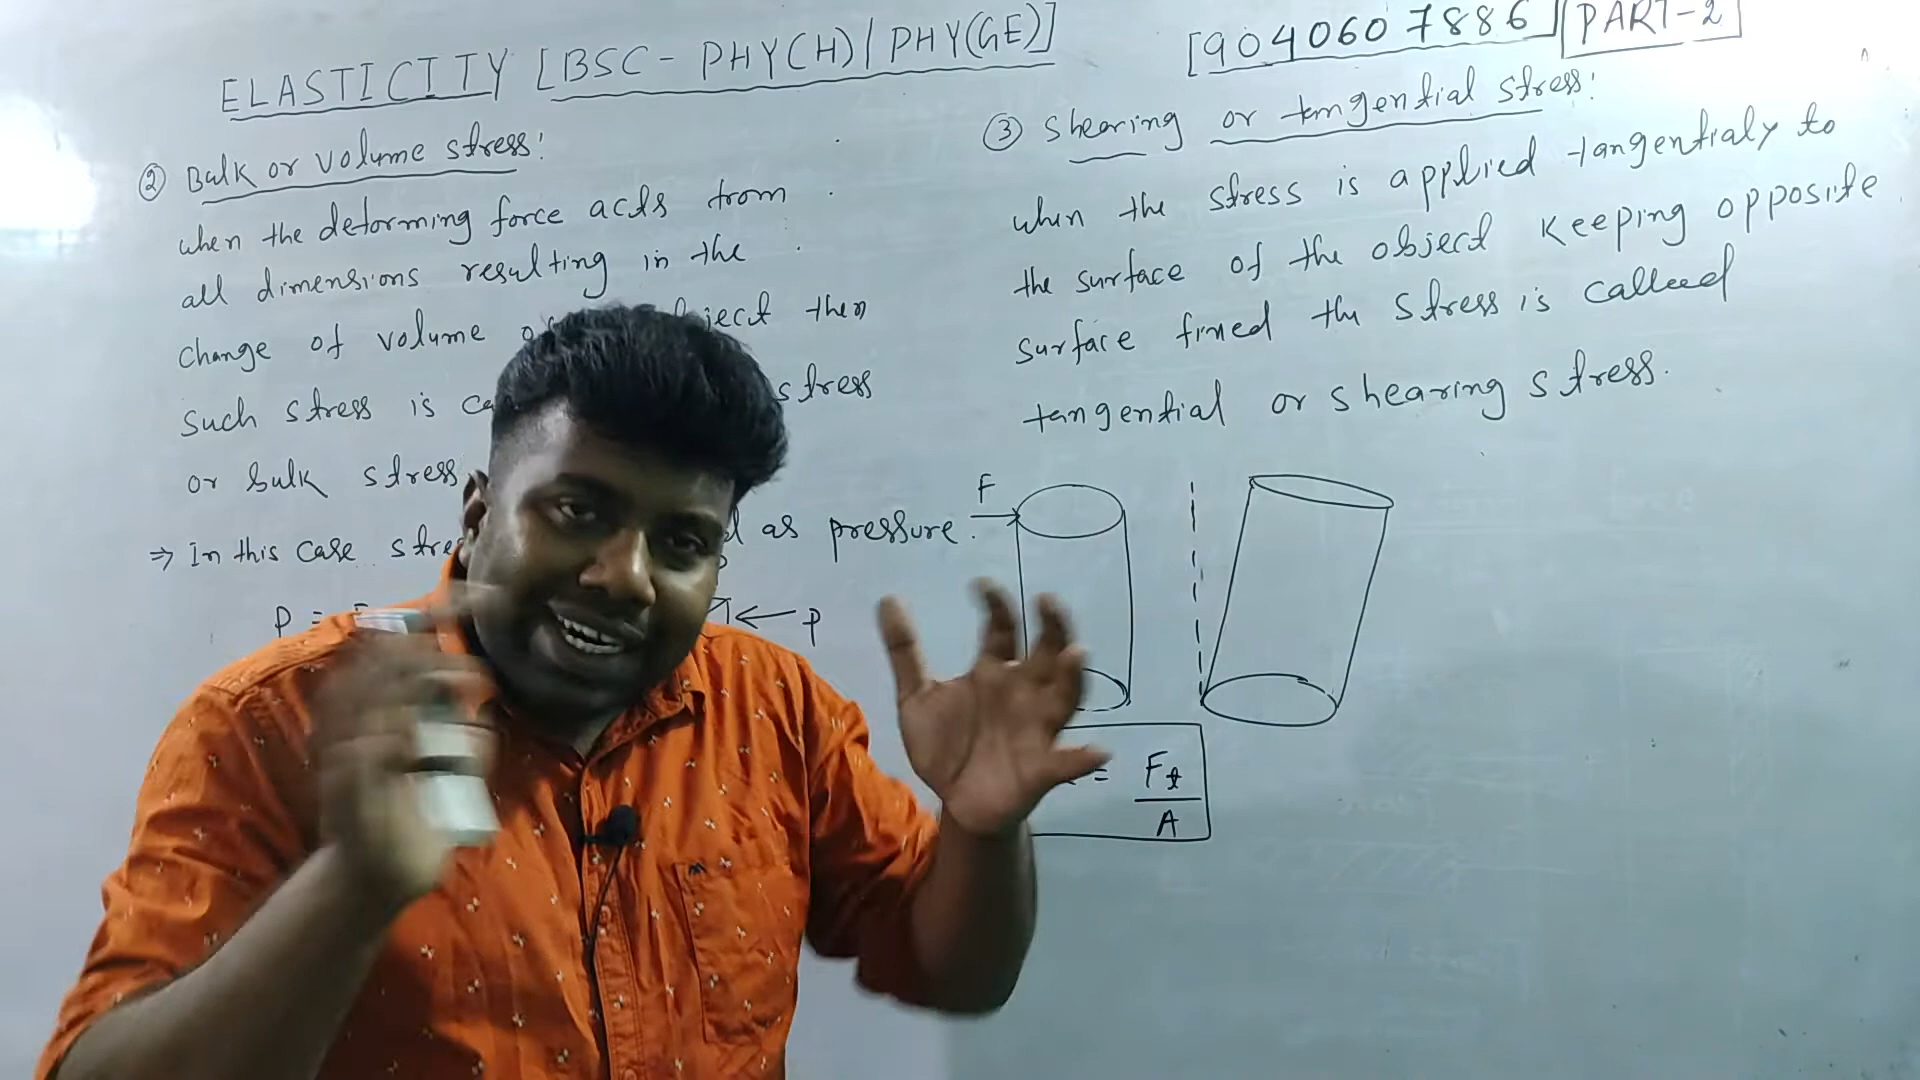 ELASTICITY [BSC - PHY(H) / PHY(GE)]
[9040607886] PART-2
② Bulk or volume stress:
when the deforming force acts from
all dimensions resulting in the
change of volume then
Such stress is stress
or bulk stress
⇒ In this case as pressure.
P =
P
③ Shearing or tangential stress:
when the stress is applied tangentialy to
the surface of the object keeping opposite
surface fixed the stress is called
tangential or shearing stress.
F
= Ft
A